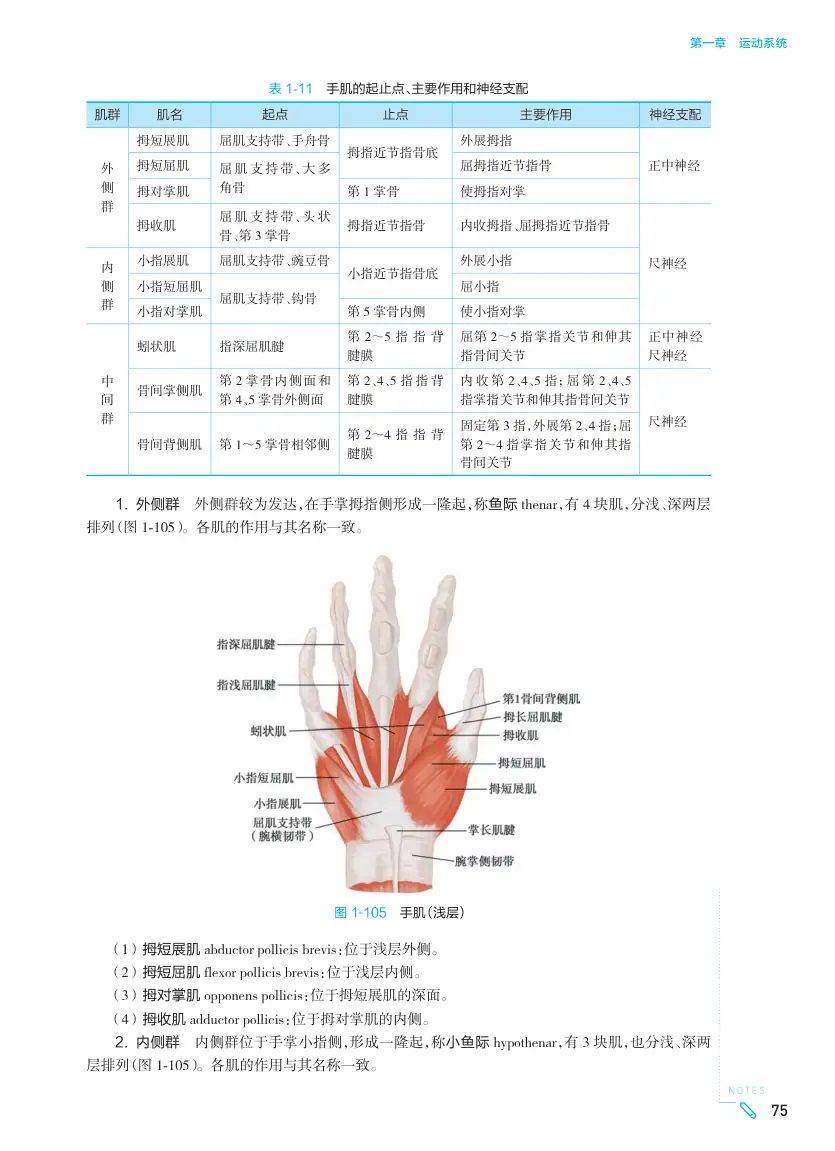 第一章 运动系统
表 1-11 手肌的起止点、主要作用和神经支配
肌群 肌名 起点 止点 主要作用 神经支配
外侧群 拇短展肌 屈肌支持带、手舟骨 拇指近节指骨底 外展拇指 正中神经
拇短屈肌 屈肌支持带、大多角骨 屈拇指近节指骨
拇对掌肌 第 1 掌骨 使拇指对掌
拇收肌 屈肌支持带、头状骨、第 3 掌骨 拇指近节指骨 内收拇指、屈拇指近节指骨 尺神经
内侧群 小指展肌 屈肌支持带、豌豆骨 小指近节指骨底 外展小指
小指短屈肌 屈肌支持带、钩骨 屈小指
小指对掌肌 第 5 掌骨内侧 使小指对掌
中间群 蚓状肌 指深屈肌腱 第 2～5 指指背腱膜 屈第 2～5 指掌指关节和伸其指骨间关节 正中神经 尺神经
骨间掌侧肌 第 2 掌骨内侧面和第 4、5 掌骨外侧面 第 2、4、5 指指背腱膜 内收第 2、4、5 指；屈第 2、4、5 指掌指关节和伸其指骨间关节 尺神经
骨间背侧肌 第 1～5 掌骨相邻侧 第 2～4 指指背腱膜 固定第 3 指，外展第 2、4 指；屈第 2～4 指掌指关节和伸其指骨间关节
1. 外侧群 外侧群较为发达，在手掌拇指侧形成一隆起，称鱼际 thenar，有 4 块肌，分浅、深两层
排列（图 1-105）。各肌的作用与其名称一致。
指深屈肌腱
指浅屈肌腱
蚓状肌
小指短屈肌
小指展肌
屈肌支持带
（腕横韧带）
第1骨间背侧肌
拇长屈肌腱
拇收肌
拇短屈肌
拇短展肌
掌长肌腱
腕掌侧韧带
图 1-105 手肌（浅层）
（1）拇短展肌 abductor pollicis brevis：位于浅层外侧。
（2）拇短屈肌 flexor pollicis brevis：位于浅层内侧。
（3）拇对掌肌 opponens pollicis：位于拇短展肌的深面。
（4）拇收肌 adductor pollicis：位于拇对掌肌的内侧。
2. 内侧群 内侧群位于手掌小指侧，形成一隆起，称小鱼际 hypothenar，有 3 块肌，也分浅、深两
层排列（图 1-105）。各肌的作用与其名称一致。
NOTES
75